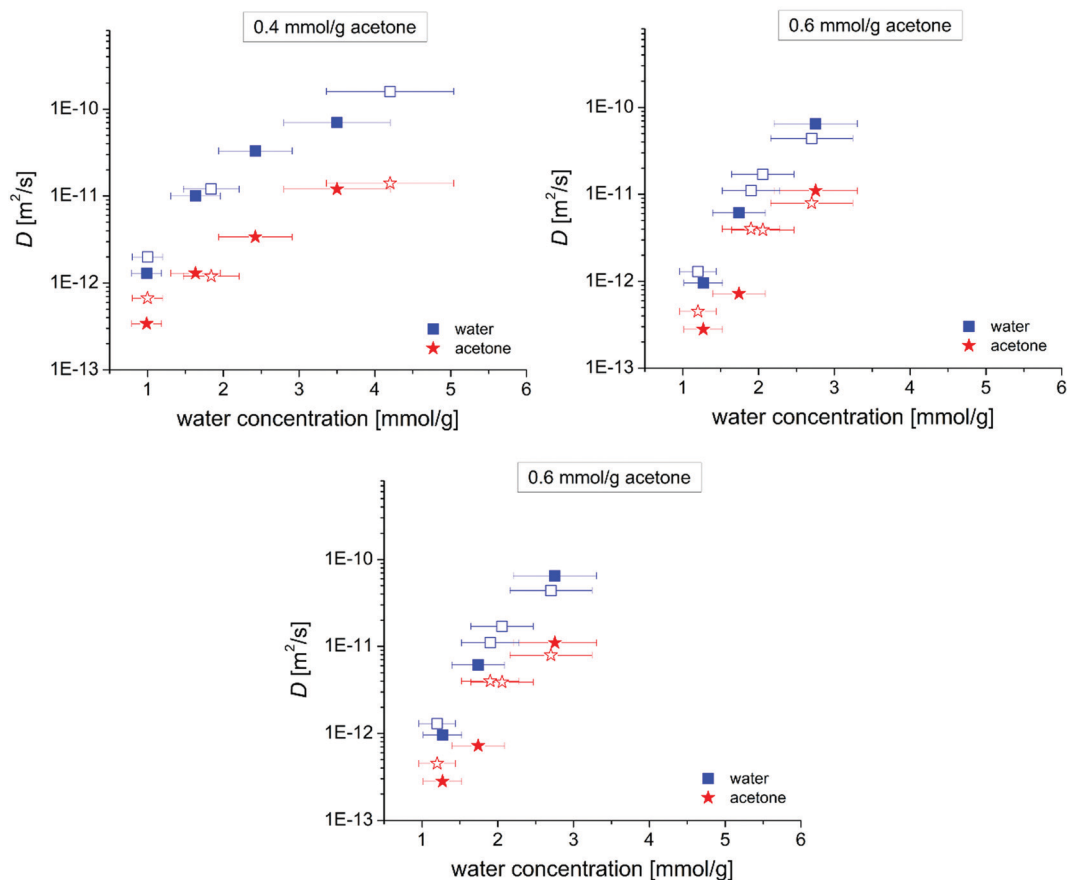 0.4 mmol/g acetone
D [m²/s]
1E-10
1E-11
1E-12
1E-13
water
acetone
1 2 3 4 5 6
water concentration [mmol/g]
0.6 mmol/g acetone
D [m²/s]
1E-10
1E-11
1E-12
1E-13
water
acetone
1 2 3 4 5 6
water concentration [mmol/g]
0.6 mmol/g acetone
D [m²/s]
1E-10
1E-11
1E-12
1E-13
water
acetone
1 2 3 4 5 6
water concentration [mmol/g]